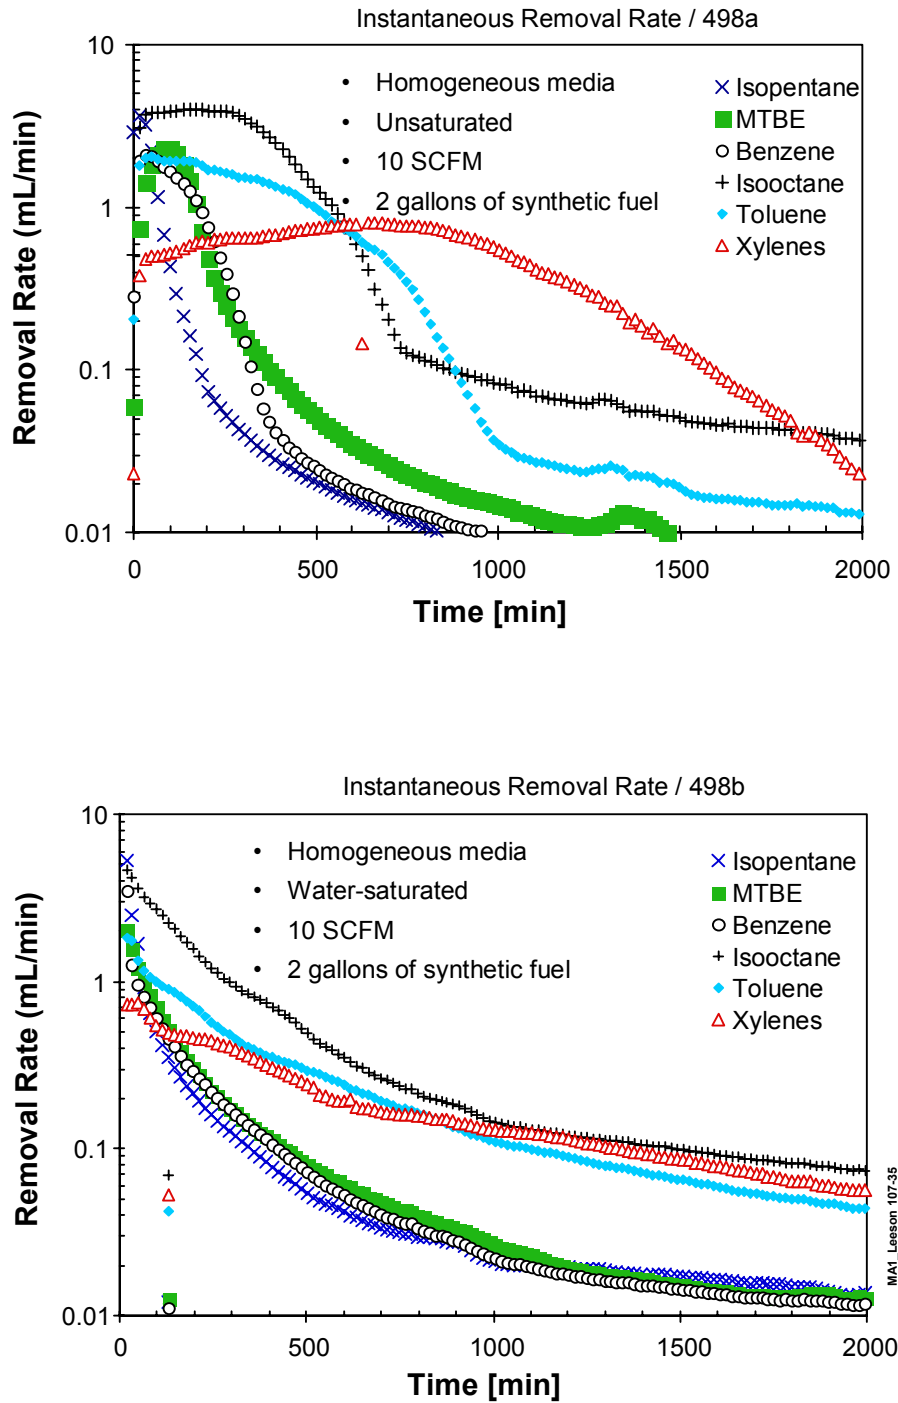 Instantaneous Removal Rate / 498a
Removal Rate (mL/min)
10
1
0.1
0.01
• Homogeneous media
• Unsaturated
• 10 SCFM
• 2 gallons of synthetic fuel
Isopentane
MTBE
Benzene
Isooctane
Toluene
Xylenes
0 500 1000 1500 2000
Time [min]
Instantaneous Removal Rate / 498b
Removal Rate (mL/min)
10
1
0.1
0.01
• Homogeneous media
• Water-saturated
• 10 SCFM
• 2 gallons of synthetic fuel
Isopentane
MTBE
Benzene
Isooctane
Toluene
Xylenes
0 500 1000 1500 2000
Time [min]
MA1_Leeson 107-35